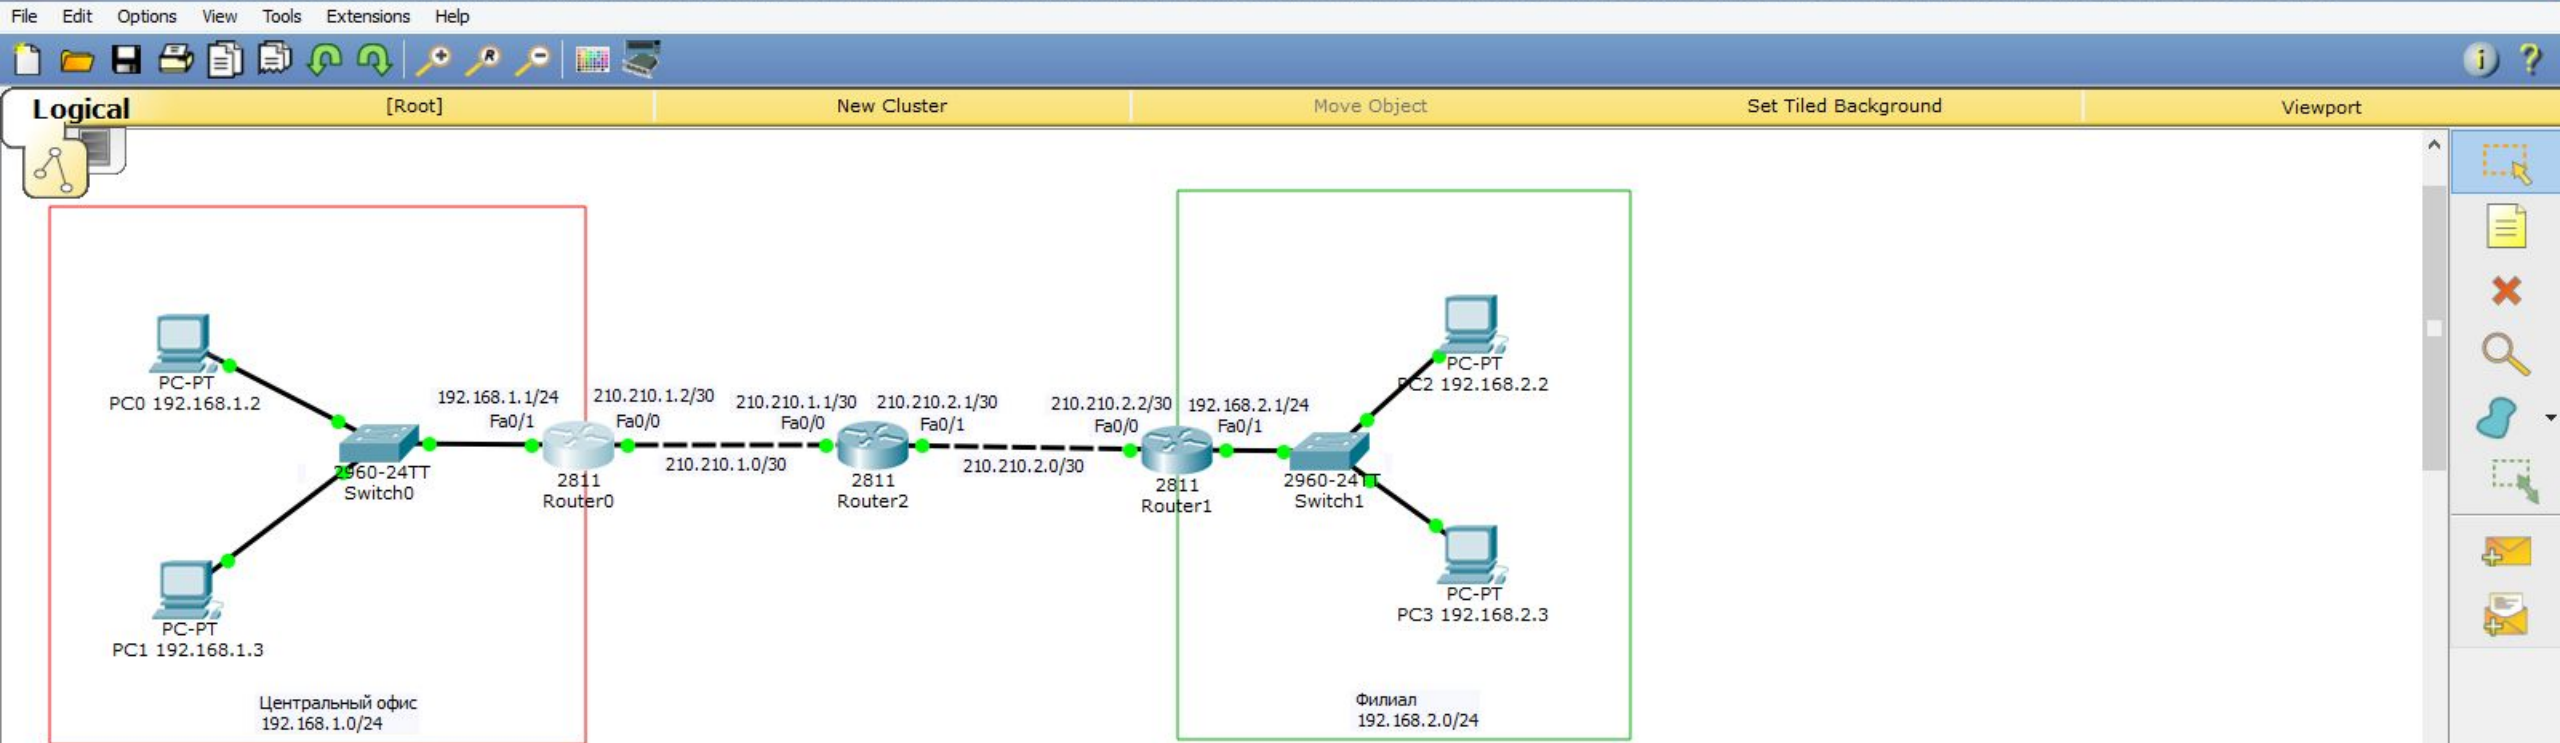 File Edit Options View Tools Extensions Help
R
i ?
Logical [Root] New Cluster Move Object Set Tiled Background Viewport
PC-PT
PC0 192.168.1.2
PC-PT
PC1 192.168.1.3
2960-24TT
Switch0
192.168.1.1/24
Fa0/1
210.210.1.2/30
Fa0/0
2811
Router0
210.210.1.0/30
210.210.1.1/30
Fa0/0
210.210.2.1/30
Fa0/1
2811
Router2
210.210.2.0/30
210.210.2.2/30
Fa0/0
192.168.2.1/24
Fa0/1
2811
Router1
2960-24TT
Switch1
PC-PT
PC2 192.168.2.2
PC-PT
PC3 192.168.2.3
Центральный офис
192.168.1.0/24
Филиал
192.168.2.0/24